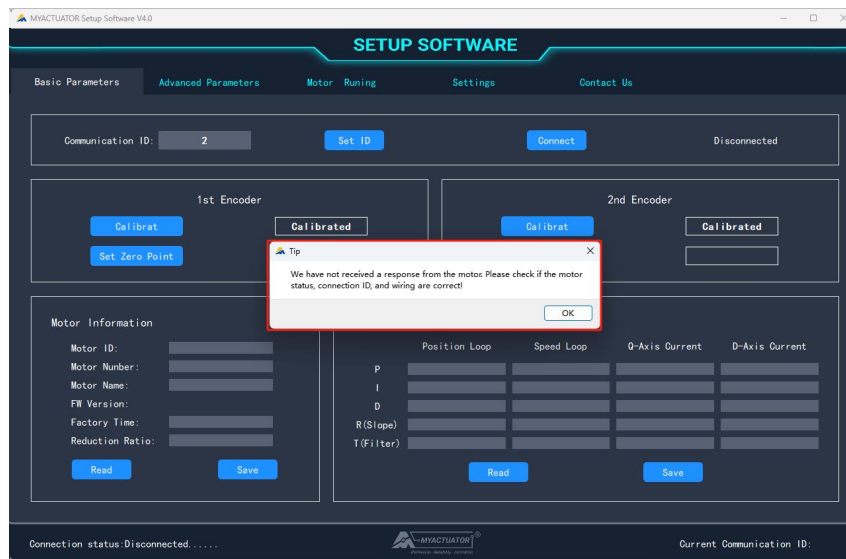 MYACTUATOR Setup Software V4.0
SETUP SOFTWARE
Basic Parameters Advanced Parameters Motor Runing Settings Contact Us
Communication ID: 2 Set ID Connect Disconnected
1st Encoder 2nd Encoder
Calibrat Calibrated Calibrat Calibrated
Set Zero Point
Tip
We have not received a response from the motor. Please check if the motor
status, connection ID, and wiring are correct!
OK
Motor Information
Position Loop Speed Loop Q-Axis Current D-Axis Current
Motor ID:
Motor Nunber:
P
Motor Name:
I
FW Version:
D
Factory Time:
R(Slope)
Reduction Ratio:
T(Filter)
Read Save Read Save
Connection status:Disconnected...... MYACTUATOR® Current Communication ID: